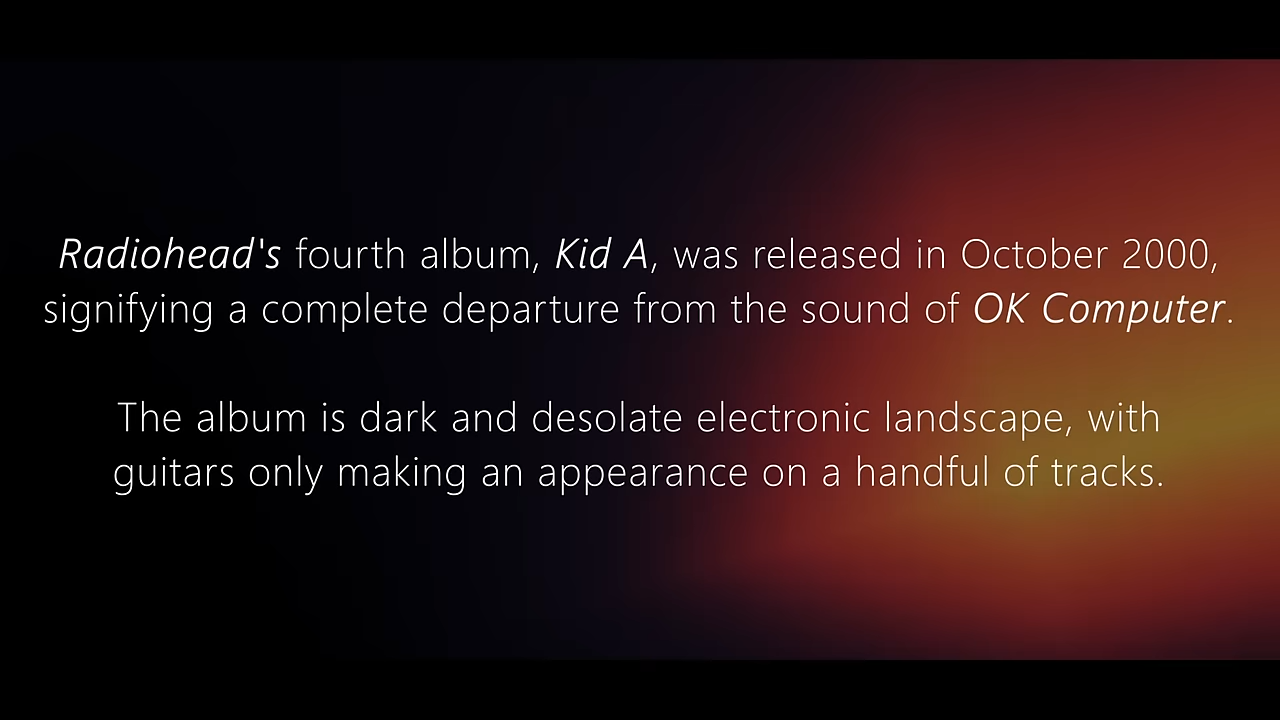 Radiohead's fourth album, Kid A, was released in October 2000,
signifying a complete departure from the sound of OK Computer.
The album is dark and desolate electronic landscape, with
guitars only making an appearance on a handful of tracks.